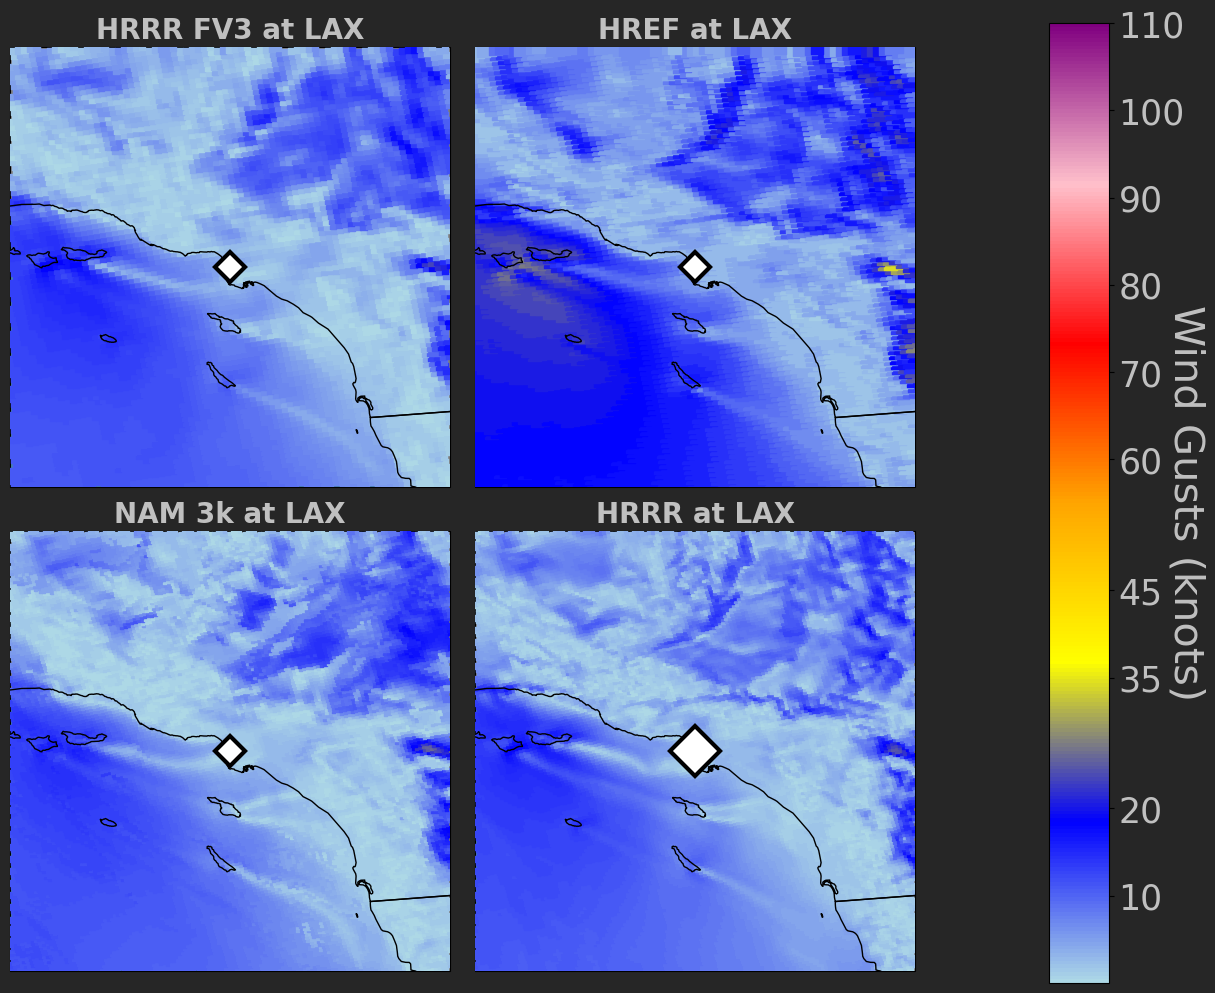 HRRR FV3 at LAX
HREF at LAX
NAM 3k at LAX
HRRR at LAX
110
100
90
80
70
60
45
35
20
10
Wind Gusts (knots)